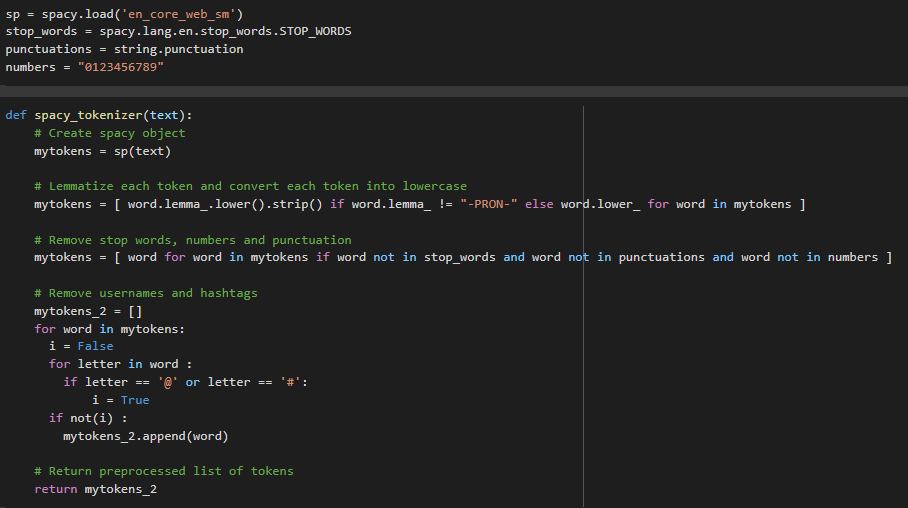 sp = spacy.load('en_core_web_sm')
stop_words = spacy.lang.en.stop_words.STOP_WORDS
punctuations = string.punctuation
numbers = "0123456789"
def spacy_tokenizer(text):
    # Create spacy object
    mytokens = sp(text)
    # Lemmatize each token and convert each token into lowercase
    mytokens = [ word.lemma_.lower().strip() if word.lemma_ != "-PRON-" else word.lower_ for word in mytokens ]
    # Remove stop words, numbers and punctuation
    mytokens = [ word for word in mytokens if word not in stop_words and word not in punctuations and word not in numbers ]
    # Remove usernames and hashtags
    mytokens_2 = []
    for word in mytokens:
      i = False
      for letter in word :
        if letter == '@' or letter == '#':
            i = True
      if not(i) :
        mytokens_2.append(word)
    # Return preprocessed list of tokens
    return mytokens_2